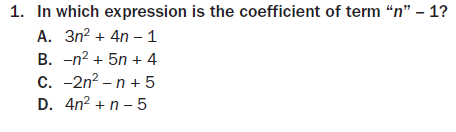 1. In which expression is the coefficient of term “n” – 1?
A. 3n² + 4n – 1
B. –n² + 5n + 4
C. –2n² – n + 5
D. 4n² + n – 5